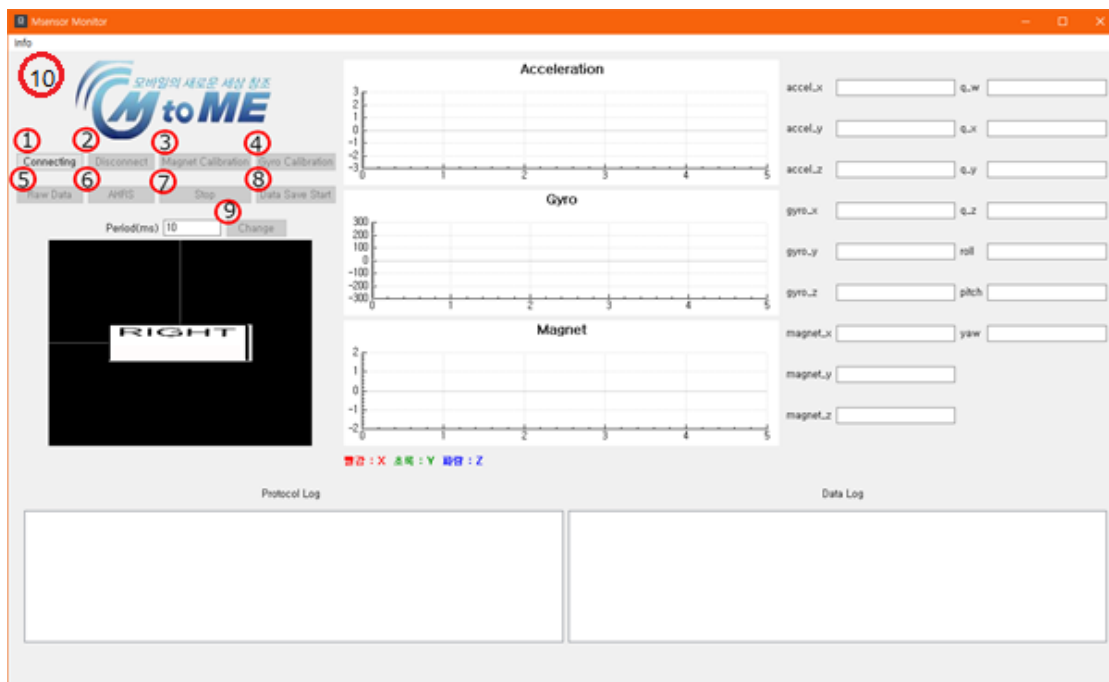 Msensor Monitor
Info
10
모바일의 새로운 세상 창조
M to ME
1 2 3 4
Connecting Disconnect Magnet Calibration Gyro Calibration
5 6 7 8
Raw Data AHRS Stop Data Save Start
9
Period(ms) 10 Change
RIGHT
Acceleration
3
2
1
0
-1
-2
-3
0 1 2 3 4 5
Gyro
300
200
100
0
-100
-200
-300
0 1 2 3 4 5
Magnet
2
1
0
-1
-2
0 1 2 3 4 5
빨강 : X 초록 : Y 파랑 : Z
accel_x q_w
accel_y q_x
accel_z q_y
gyro_x q_z
gyro_y roll
gyro_z pitch
magnet_x yaw
magnet_y
magnet_z
Protocol Log
Data Log